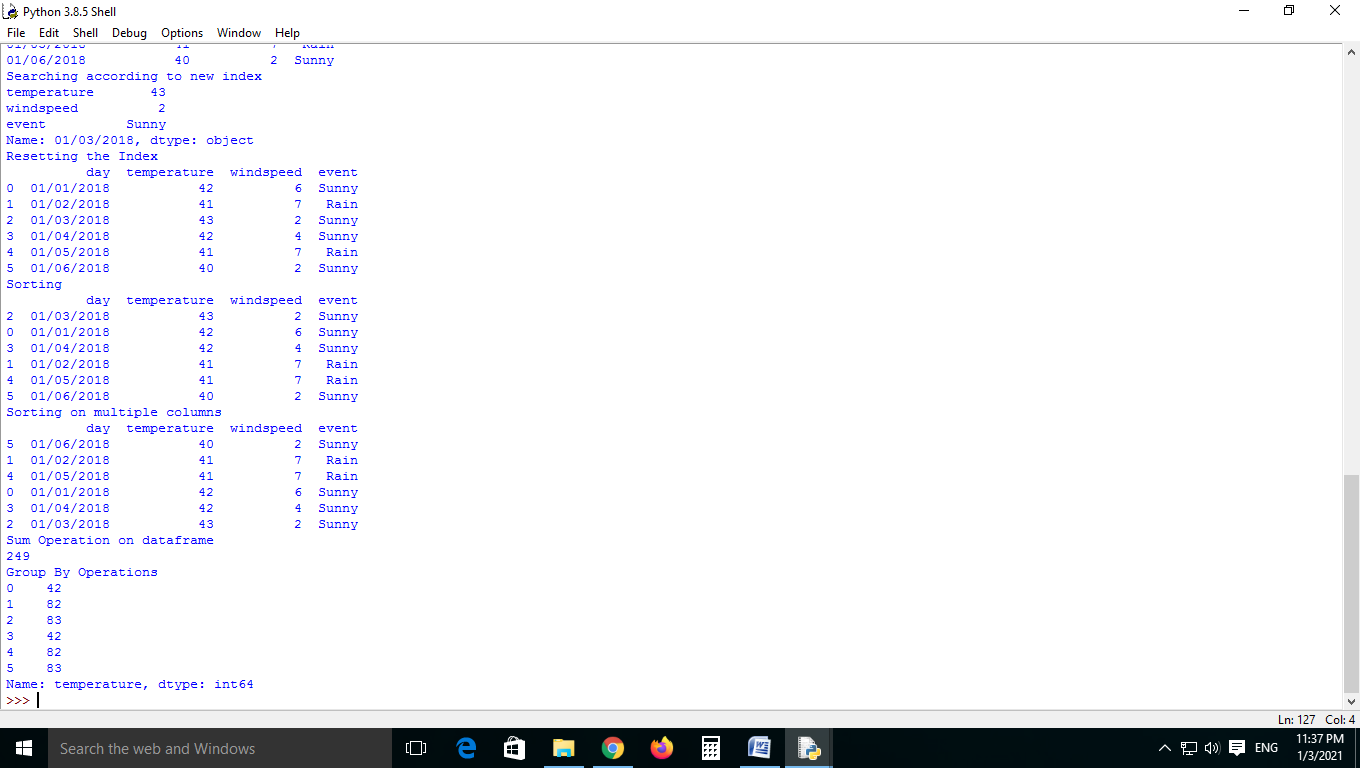 Python 3.8.5 Shell
File Edit Shell Debug Options Window Help
01/05/2018 41 7 Rain
01/06/2018 40 2 Sunny
Searching according to new index
temperature 43
windspeed 2
event Sunny
Name: 01/03/2018, dtype: object
Resetting the Index
day temperature windspeed event
0 01/01/2018 42 6 Sunny
1 01/02/2018 41 7 Rain
2 01/03/2018 43 2 Sunny
3 01/04/2018 42 4 Sunny
4 01/05/2018 41 7 Rain
5 01/06/2018 40 2 Sunny
Sorting
day temperature windspeed event
2 01/03/2018 43 2 Sunny
0 01/01/2018 42 6 Sunny
3 01/04/2018 42 4 Sunny
1 01/02/2018 41 7 Rain
4 01/05/2018 41 7 Rain
5 01/06/2018 40 2 Sunny
Sorting on multiple columns
day temperature windspeed event
5 01/06/2018 40 2 Sunny
1 01/02/2018 41 7 Rain
4 01/05/2018 41 7 Rain
0 01/01/2018 42 6 Sunny
3 01/04/2018 42 4 Sunny
2 01/03/2018 43 2 Sunny
Sum Operation on dataframe
249
Group By Operations
0 42
1 82
2 83
3 42
4 82
5 83
Name: temperature, dtype: int64
>>>
Ln: 127 Col: 4
Search the web and Windows
ENG
11:37 PM
1/3/2021